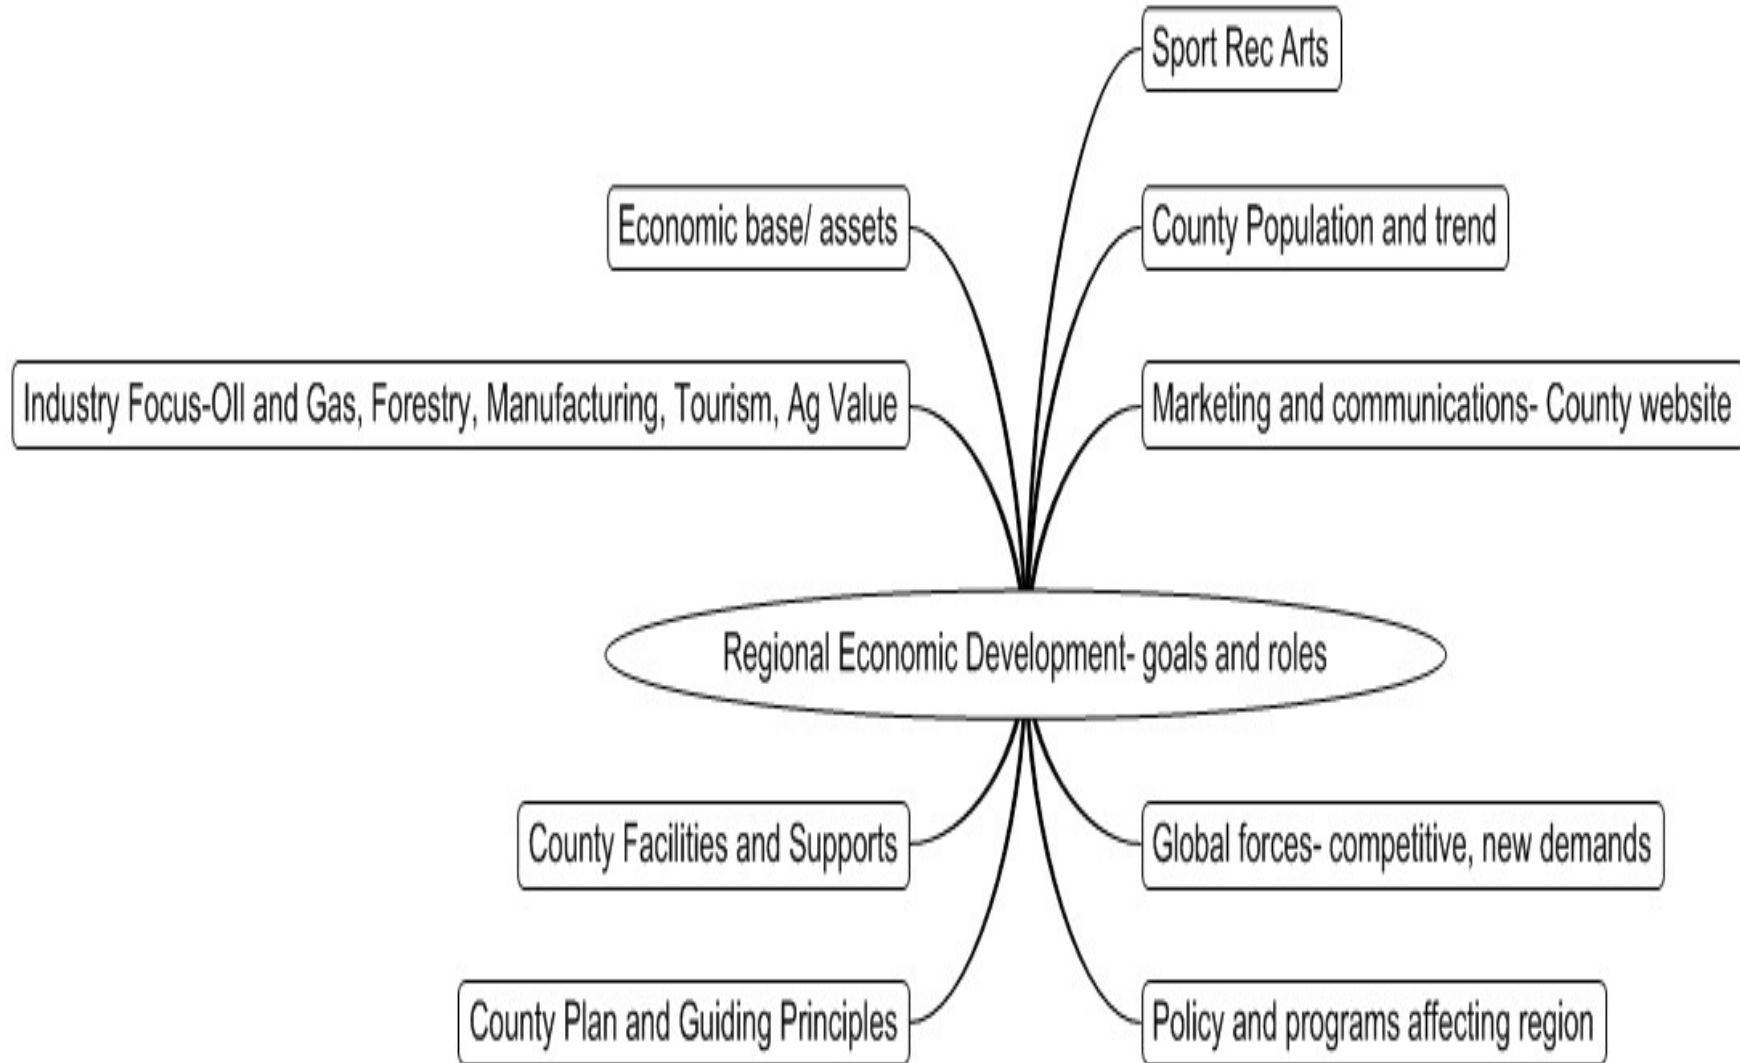 Sport Rec Arts
Economic base/ assets
County Population and trend
Industry Focus-OIl and Gas, Forestry, Manufacturing, Tourism, Ag Value
Marketing and communications- County website
Regional Economic Development- goals and roles
County Facilities and Supports
Global forces- competitive, new demands
County Plan and Guiding Principles
Policy and programs affecting region